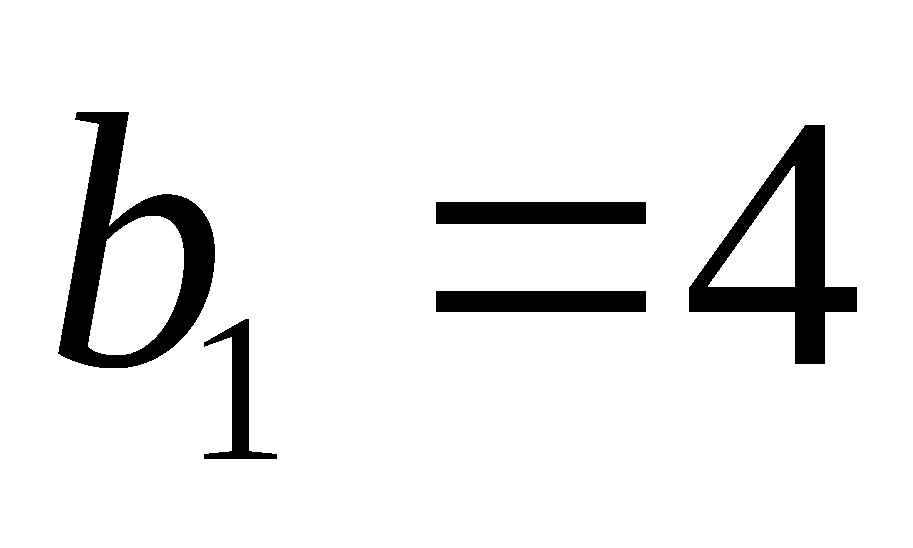 b₁ = 4